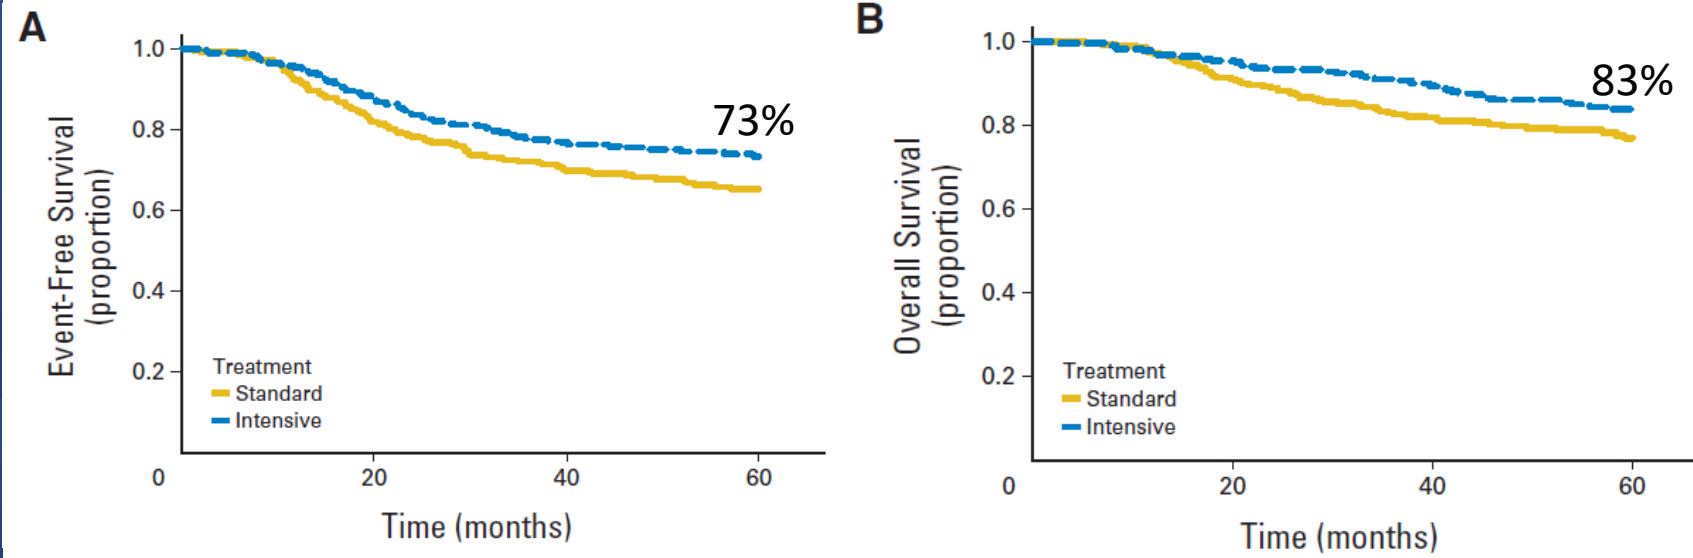 A
Event-Free Survival
(proportion)
1.0
0.8
0.6
0.4
0.2
0
20
40
60
73%
Treatment
Standard
Intensive
Time (months)
B
Overall Survival
(proportion)
1.0
0.8
0.6
0.4
0.2
0
20
40
60
83%
Treatment
Standard
Intensive
Time (months)